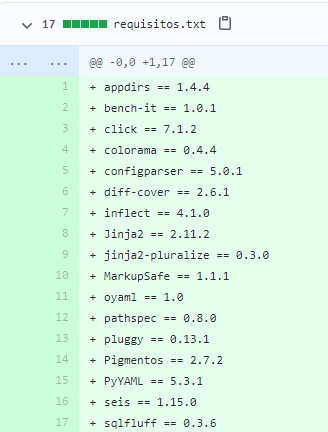 17 requisitos.txt
... ... @@ -0,0 +1,17 @@
1 + appdirs == 1.4.4
2 + bench-it == 1.0.1
3 + click == 7.1.2
4 + colorama == 0.4.4
5 + configparser == 5.0.1
6 + diff-cover == 2.6.1
7 + inflect == 4.1.0
8 + Jinja2 == 2.11.2
9 + jinja2-pluralize == 0.3.0
10 + MarkupSafe == 1.1.1
11 + oyaml == 1.0
12 + pathspec == 0.8.0
13 + pluggy == 0.13.1
14 + Pigmentos == 2.7.2
15 + PyYAML == 5.3.1
16 + seis == 1.15.0
17 + sqlfluff == 0.3.6